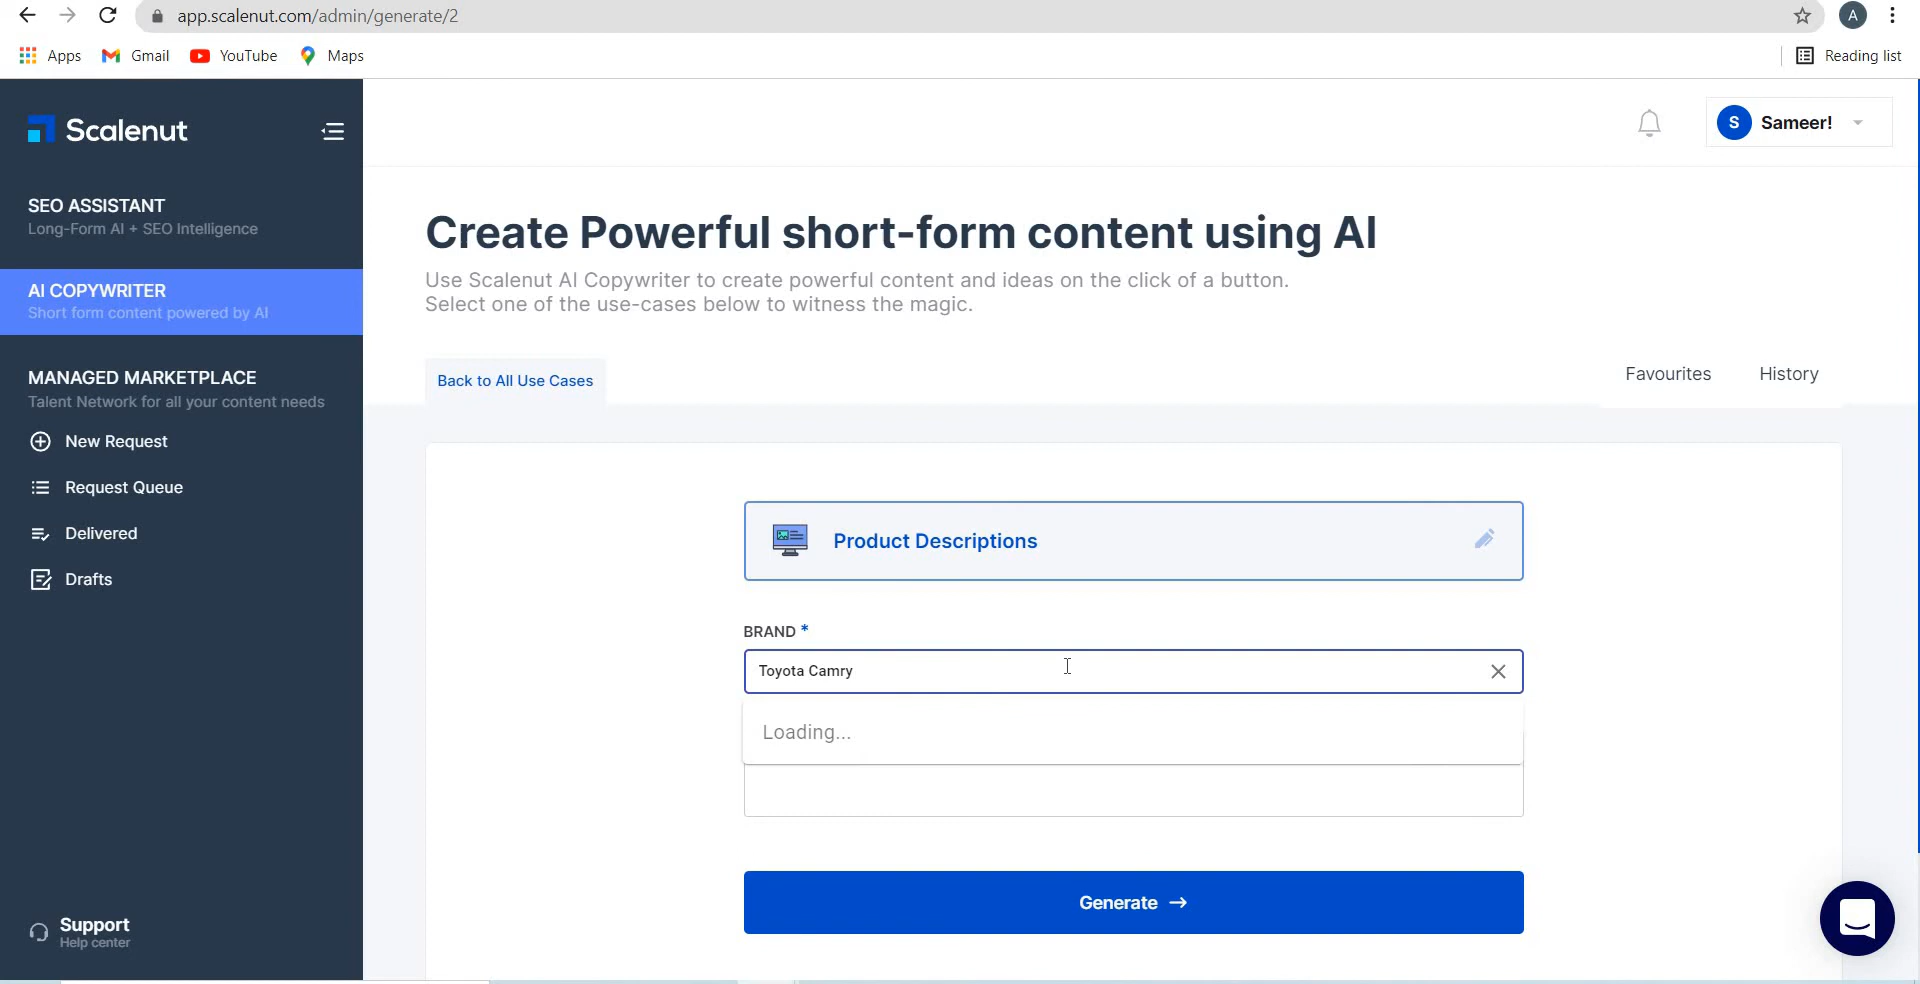 app.scalenut.com/admin/generate/2
A
Apps
Gmail
YouTube
Maps
Reading list
Scalenut
S
Sameer!
SEO ASSISTANT
Long-Form AI + SEO Intelligence
AI COPYWRITER
Short form content powered by AI
MANAGED MARKETPLACE
Talent Network for all your content needs
New Request
Request Queue
Delivered
Drafts
Support
Help center
Create Powerful short-form content using AI
Use Scalenut AI Copywriter to create powerful content and ideas on the click of a button.
Select one of the use-cases below to witness the magic.
Back to All Use Cases
Favourites
History
Product Descriptions
BRAND *
Toyota Camry
Loading...
Generate →